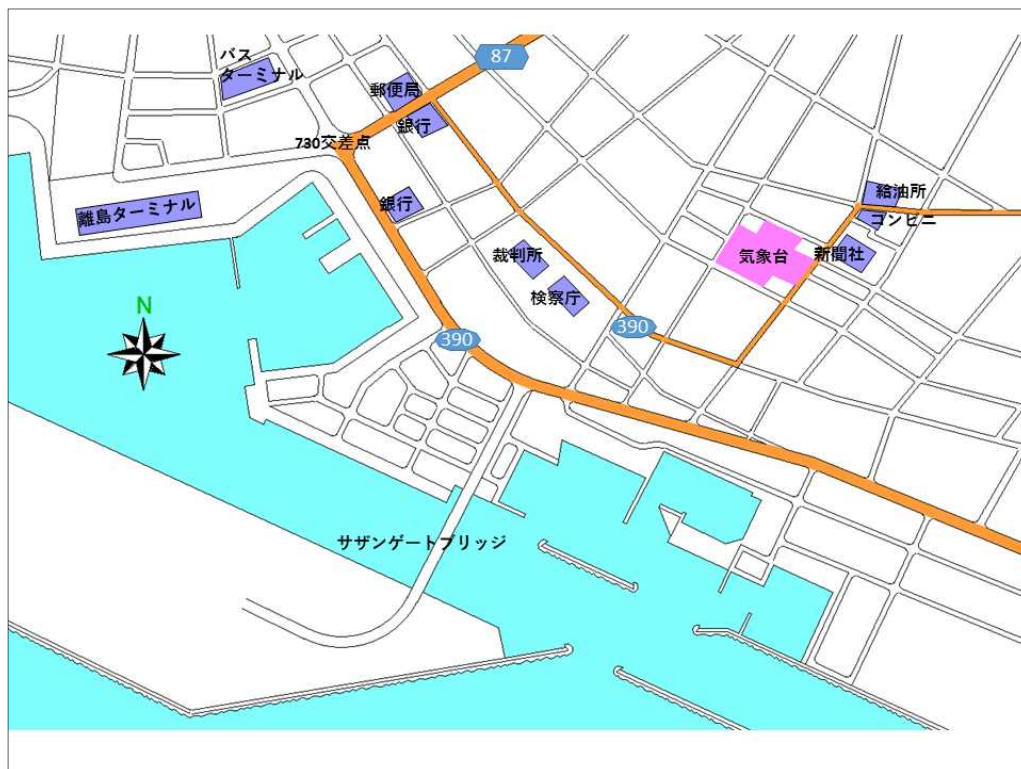 バス
ターミナル
87
郵便局
銀行
730交差点
離島ターミナル
銀行
給油所
コンビニ
気象台
新聞社
裁判所
検察庁
N
390
390
サザンゲートブリッジ